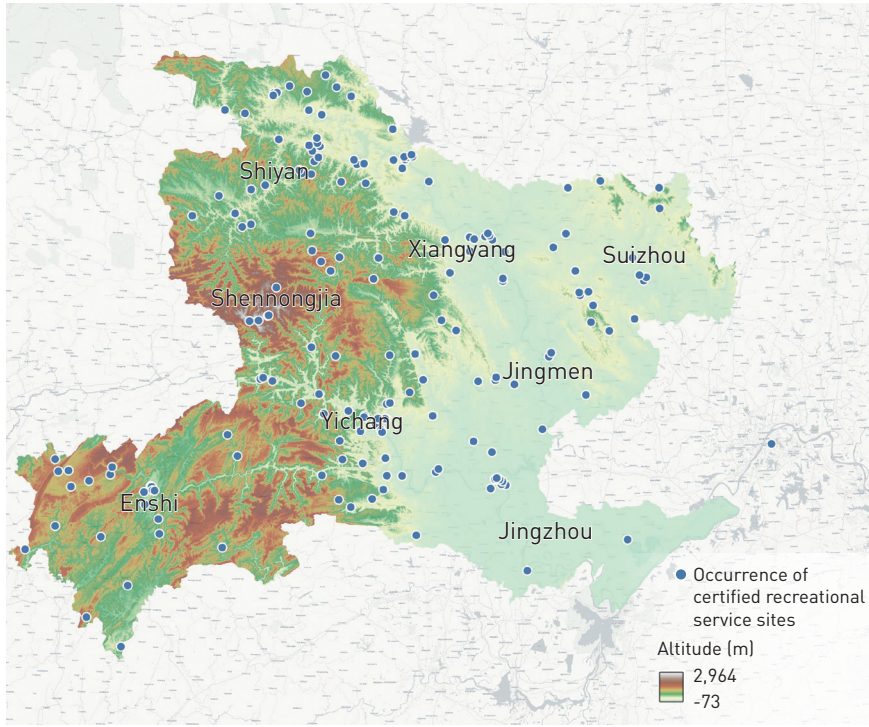 Shiyan
Xiangyang
Suizhou
Shennongjia
Jingmen
Yichang
Enshi
Jingzhou
Occurrence of
certified recreational
service sites
Altitude (m)
2,964
-73